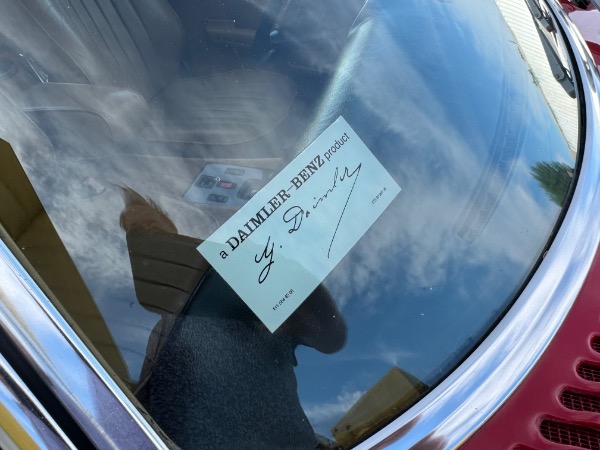 a DAIMLER-BENZ product
G. Daimler